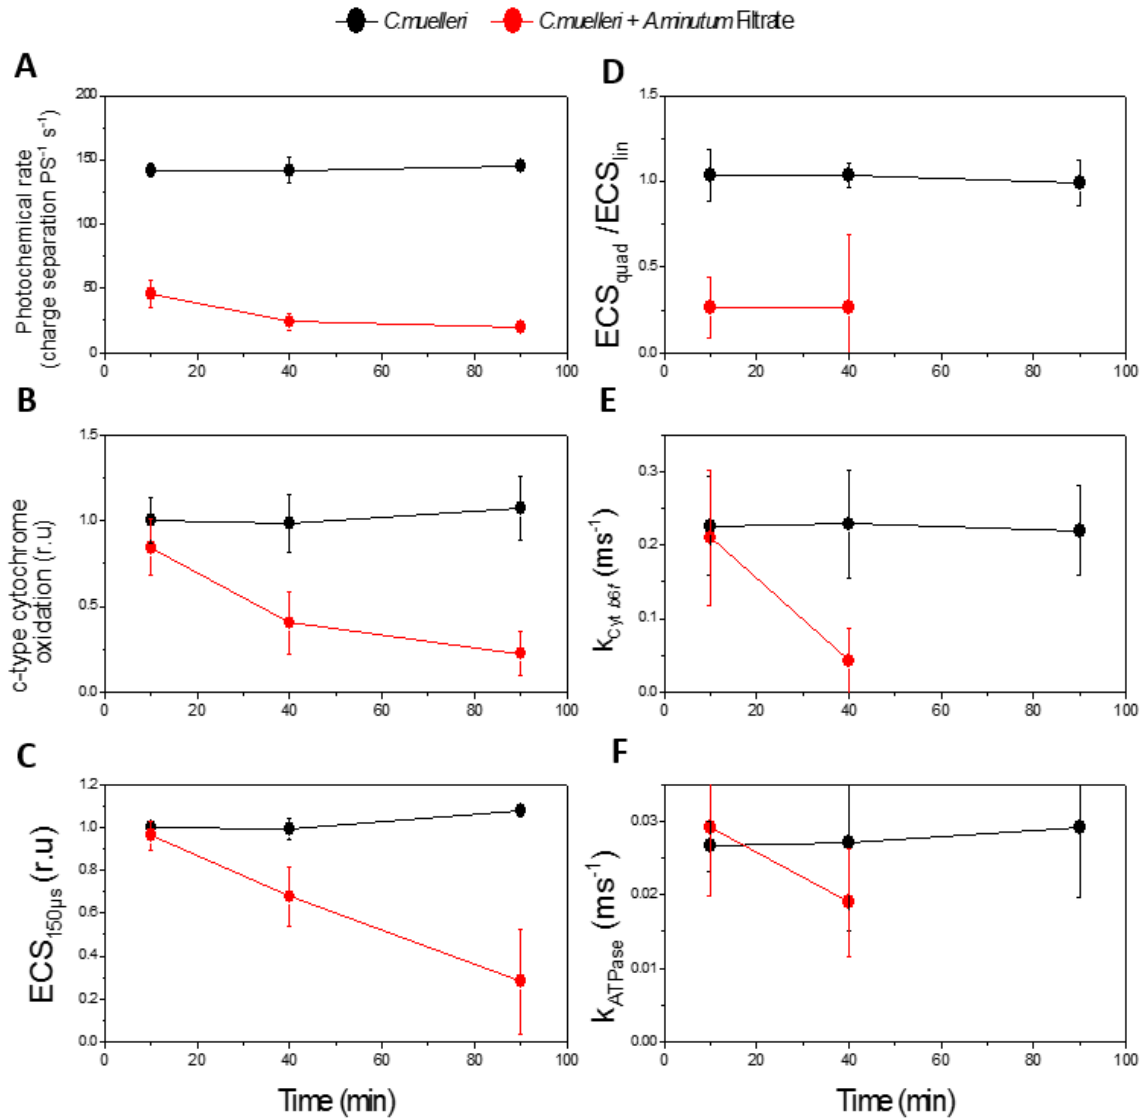 C.muelleri C.muelleri + A.minutum Filtrate
A
Photochemical rate
(charge separation PS⁻¹ s⁻¹)
200
150
100
50
0
0 20 40 60 80 100
B
c-type cytochrome
oxidation (r.u)
1.5
1.0
0.5
0.0
0 20 40 60 80 100
C
ECS150µs (r.u)
1.2
1.0
0.8
0.6
0.4
0.2
0.0
0 20 40 60 80 100
Time (min)
D
ECSquad /ECSlin
1.5
1.0
0.5
0.0
0 20 40 60 80 100
E
kCyt b6f (ms⁻¹)
0.3
0.2
0.1
0.0
0 20 40 60 80 100
F
kATPase (ms⁻¹)
0.03
0.02
0.01
0.00
0 20 40 60 80 100
Time (min)